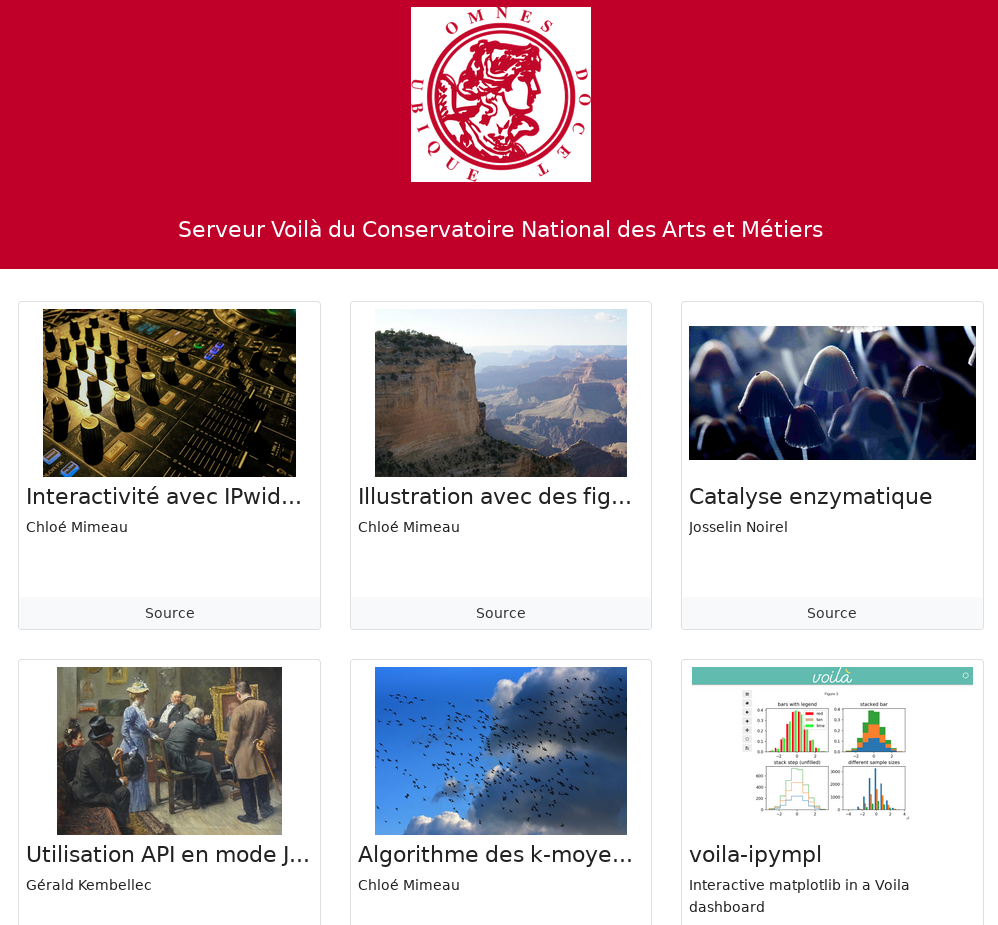 OMNES DOCET UBIQUE
Serveur Voilà du Conservatoire National des Arts et Métiers
Interactivité avec IPwid...
Chloé Mimeau
Source
Illustration avec des fig...
Chloé Mimeau
Source
Catalyse enzymatique
Josselin Noirel
Source
Utilisation API en mode J...
Gérald Kembellec
Algorithme des k-moye...
Chloé Mimeau
voilà
Figure 2
bars with legend
stacked bar
stack step (unfilled)
different sample sizes
voila-ipympl
Interactive matplotlib in a Voila
dashboard